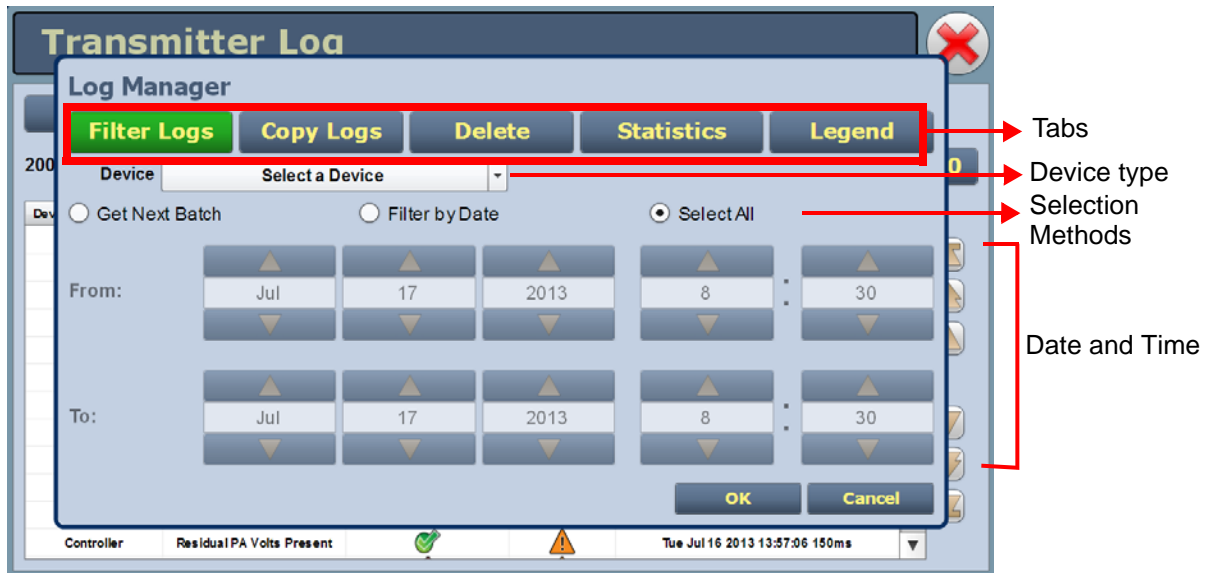 Transmitter Log
Log Manager
Filter Logs Copy Logs Delete Statistics Legend
Tabs
200
Device Select a Device
0
Device type
Dev
Get Next Batch Filter by Date Select All
Selection
Methods
From: Jul 17 2013 8 : 30
Date and Time
To: Jul 17 2013 8 : 30
OK Cancel
Controller Residual PA Volts Present Tue Jul 16 2013 13:57:06 150ms